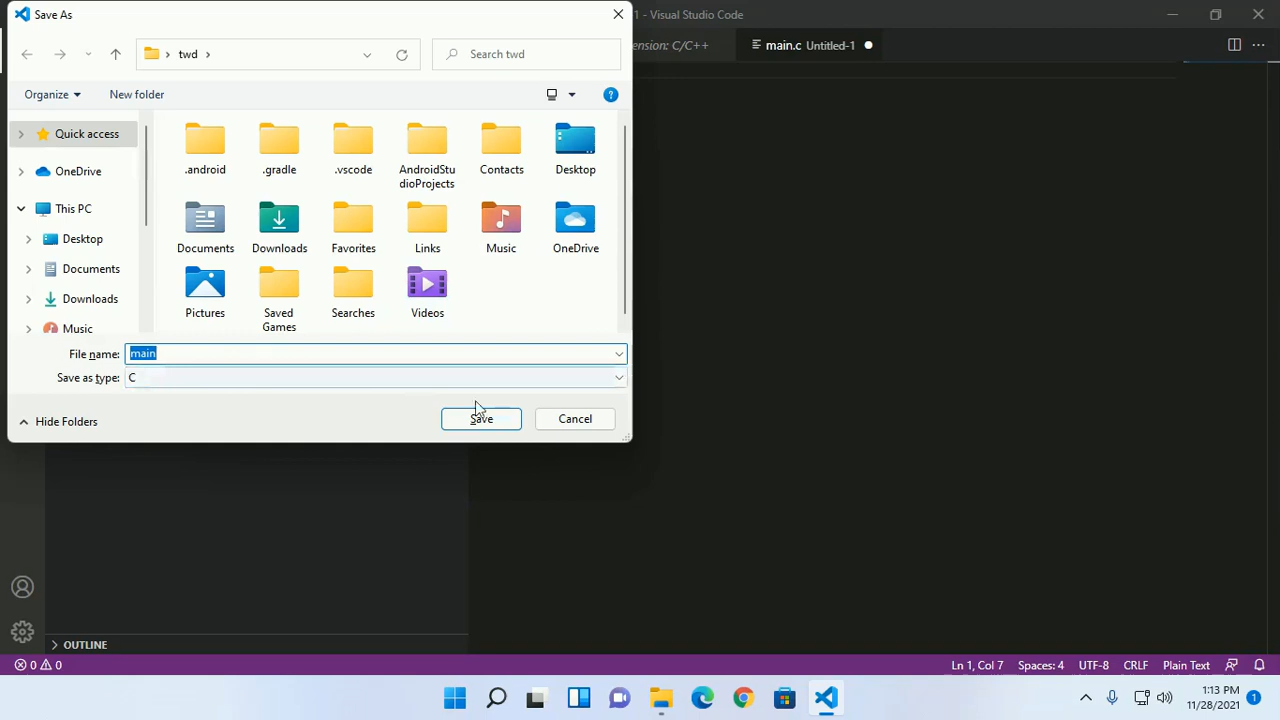 Save As
1 - Visual Studio Code
twd
Search twd
ension: C/C++
main.c Untitled-1
Organize
New folder
Quick access
OneDrive
This PC
Desktop
Documents
Downloads
Music
.android
.gradle
.vscode
AndroidStu
dioProjects
Contacts
Desktop
Documents
Downloads
Favorites
Links
Music
OneDrive
Pictures
Saved
Games
Searches
Videos
File name:
main
Save as type:
C
Hide Folders
Save
Cancel
OUTLINE
0 0
Ln 1, Col 7
Spaces: 4
UTF-8
CRLF
Plain Text
1:13 PM
11/28/2021
1